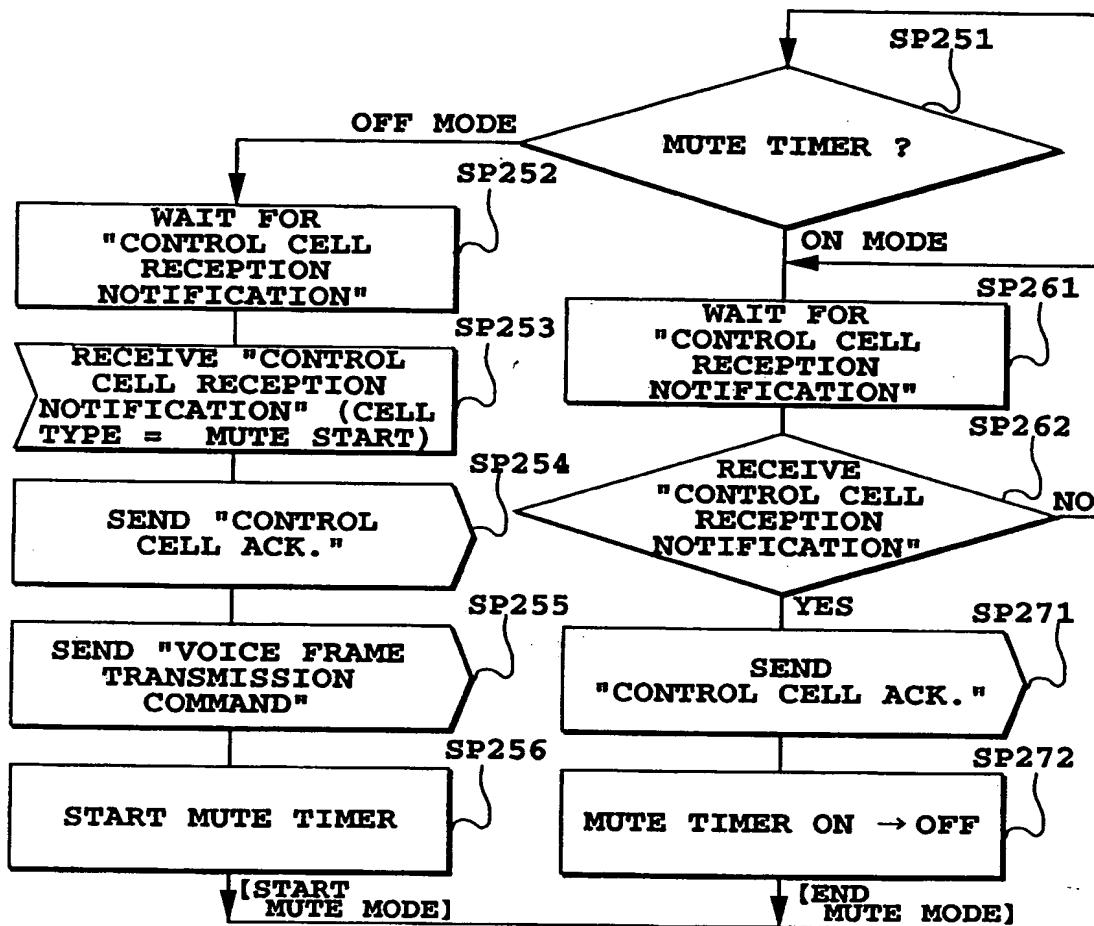 SP251
OFF MODE
MUTE TIMER ?
SP252
WAIT FOR
"CONTROL CELL
RECEPTION
NOTIFICATION"
ON MODE
SP261
WAIT FOR
"CONTROL CELL
RECEPTION
NOTIFICATION"
SP253
RECEIVE "CONTROL
CELL RECEPTION
NOTIFICATION" (CELL
TYPE = MUTE START)
SP262
RECEIVE
"CONTROL CELL
RECEPTION
NOTIFICATION"
NO
YES
SP254
SEND "CONTROL
CELL ACK."
SP255
SEND "VOICE FRAME
TRANSMISSION
COMMAND"
SP271
SEND
"CONTROL CELL ACK."
SP256
START MUTE TIMER
SP272
MUTE TIMER ON → OFF
[START
MUTE MODE]
[END
MUTE MODE]